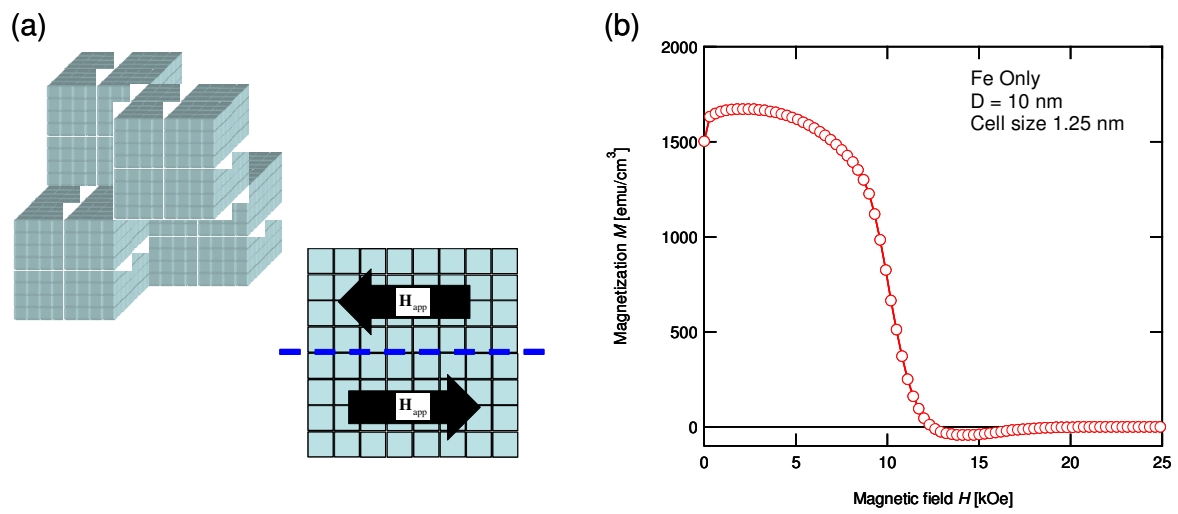 (a)
H app
H app
(b)
2000
1500
1000
500
0
0 5 10 15 20 25
Magnetization M [emu/cm³]
Magnetic field H [kOe]
Fe Only
D = 10 nm
Cell size 1.25 nm